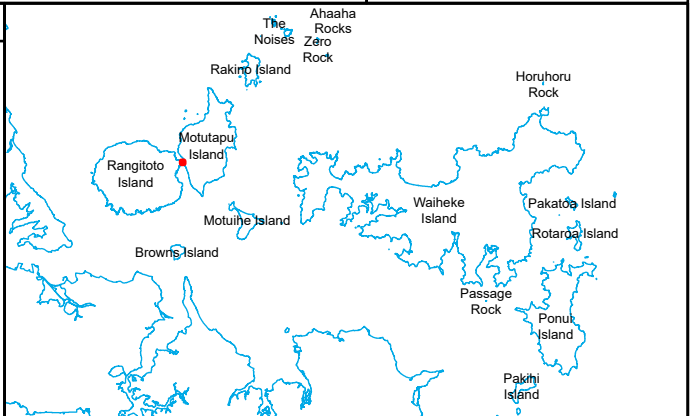 The
Noises
Ahaaha
Rocks
Zero
Rock
Rakino Island
Horuhoru
Rock
Motutapu
Island
Rangitoto
Island
Motuihe Island
Waiheke
Island
Pakatoa Island
Rotaroa Island
Browns Island
Passage
Rock
Ponui
Island
Pakihi
Island